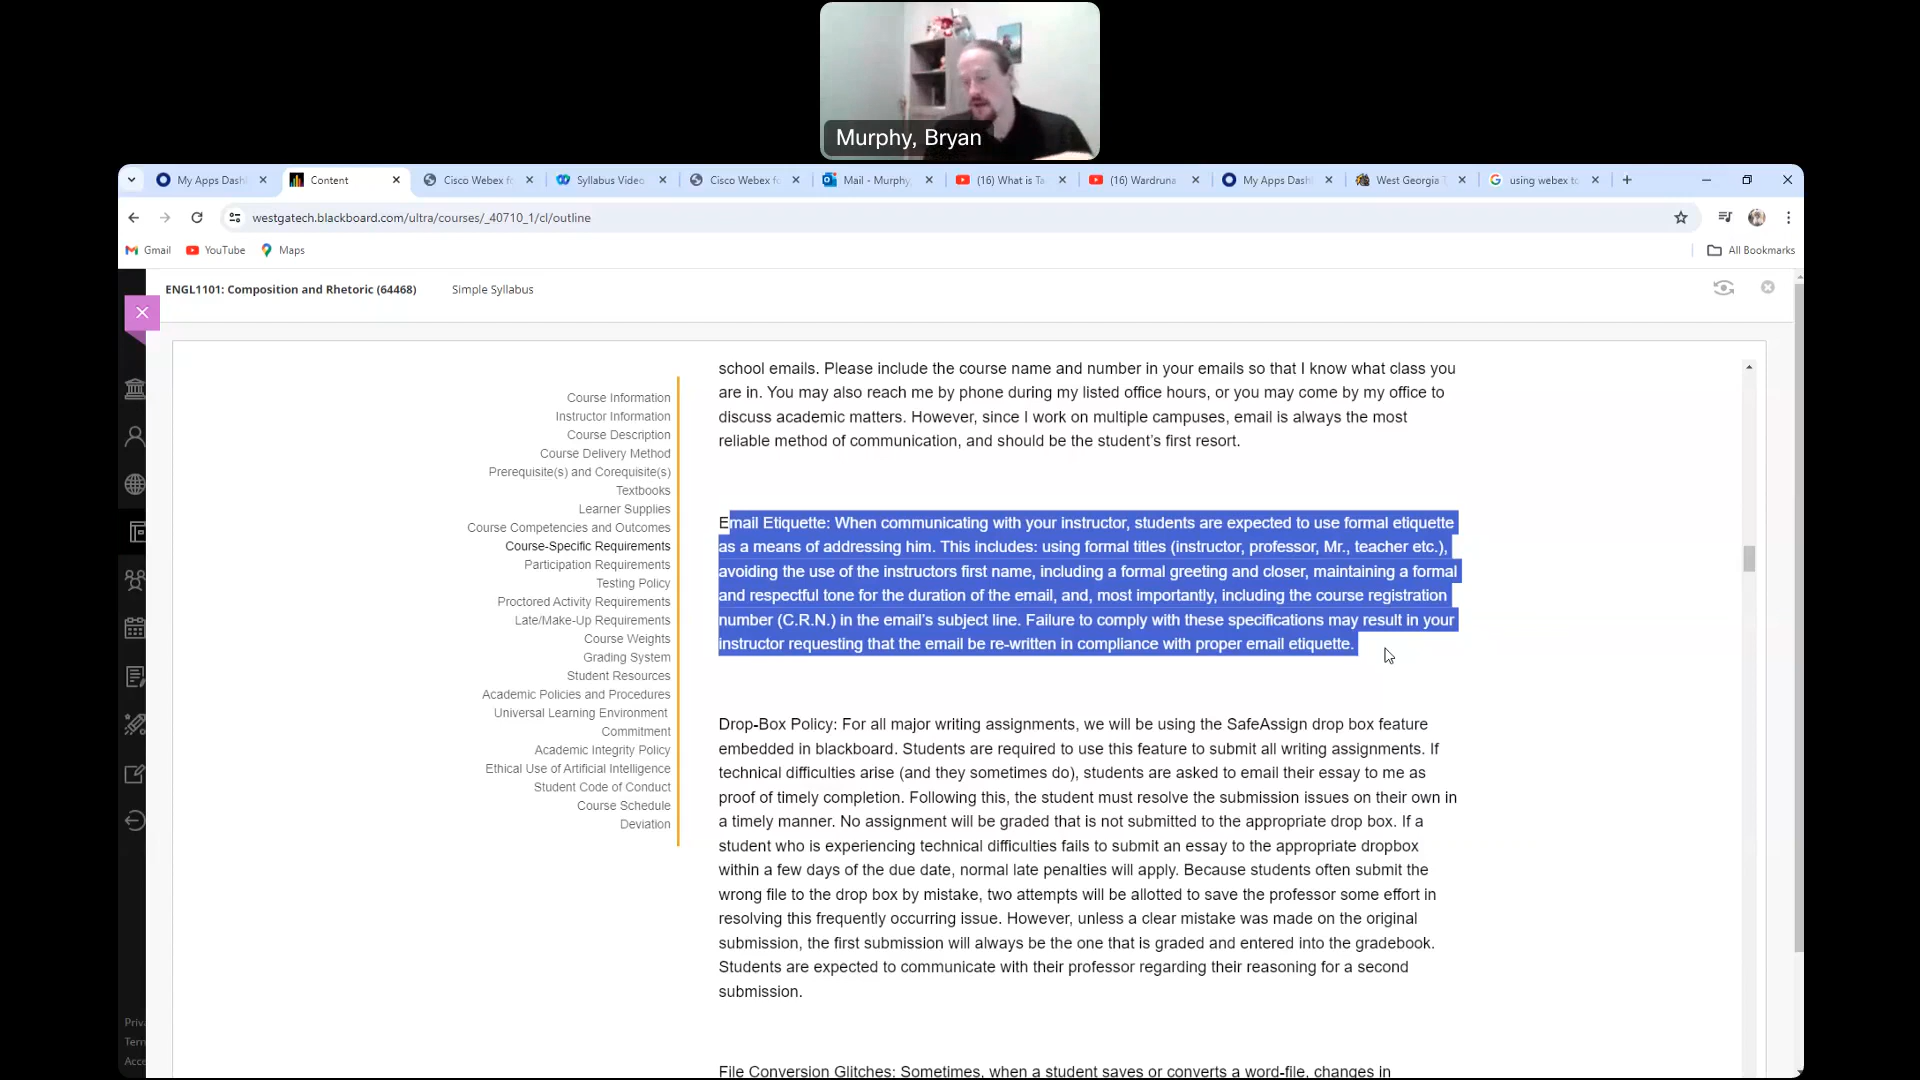 Murphy, Bryan
My Apps Dash
Content
Cisco Webex fo
Syllabus Video
Cisco Webex fo
Mail - Murphy,
(16) What is Ta
(16) Wardruna
My Apps Dash
West Georgia T
using webex to
westgatech.blackboard.com/ultra/courses/_40710_1/cl/outline
Gmail
YouTube
Maps
All Bookmarks
ENGL1101: Composition and Rhetoric (64468)
Simple Syllabus
Course Information
Instructor Information
Course Description
Course Delivery Method
Prerequisite(s) and Corequisite(s)
Textbooks
Learner Supplies
Course Competencies and Outcomes
Course-Specific Requirements
Participation Requirements
Testing Policy
Proctored Activity Requirements
Late/Make-Up Requirements
Course Weights
Grading System
Student Resources
Academic Policies and Procedures
Universal Learning Environment
Commitment
Academic Integrity Policy
Ethical Use of Artificial Intelligence
Student Code of Conduct
Course Schedule
Deviation
school emails. Please include the course name and number in your emails so that I know what class you
are in. You may also reach me by phone during my listed office hours, or you may come by my office to
discuss academic matters. However, since I work on multiple campuses, email is always the most
reliable method of communication, and should be the student’s first resort.
Email Etiquette: When communicating with your instructor, students are expected to use formal etiquette
as a means of addressing him. This includes: using formal titles (instructor, professor, Mr., teacher etc.),
avoiding the use of the instructors first name, including a formal greeting and closer, maintaining a formal
and respectful tone for the duration of the email, and, most importantly, including the course registration
number (C.R.N.) in the email’s subject line. Failure to comply with these specifications may result in your
instructor requesting that the email be re-written in compliance with proper email etiquette.
Drop-Box Policy: For all major writing assignments, we will be using the SafeAssign drop box feature
embedded in blackboard. Students are required to use this feature to submit all writing assignments. If
technical difficulties arise (and they sometimes do), students are asked to email their essay to me as
proof of timely completion. Following this, the student must resolve the submission issues on their own in
a timely manner. No assignment will be graded that is not submitted to the appropriate drop box. If a
student who is experiencing technical difficulties fails to submit an essay to the appropriate dropbox
within a few days of the due date, normal late penalties will apply. Because students often submit the
wrong file to the drop box by mistake, two attempts will be allotted to save the professor some effort in
resolving this frequently occurring issue. However, unless a clear mistake was made on the original
submission, the first submission will always be the one that is graded and entered into the gradebook.
Students are expected to communicate with their professor regarding their reasoning for a second
submission.
File Conversion Glitches: Sometimes, when a student saves or converts a word-file, changes in
Priv
Term
Acce